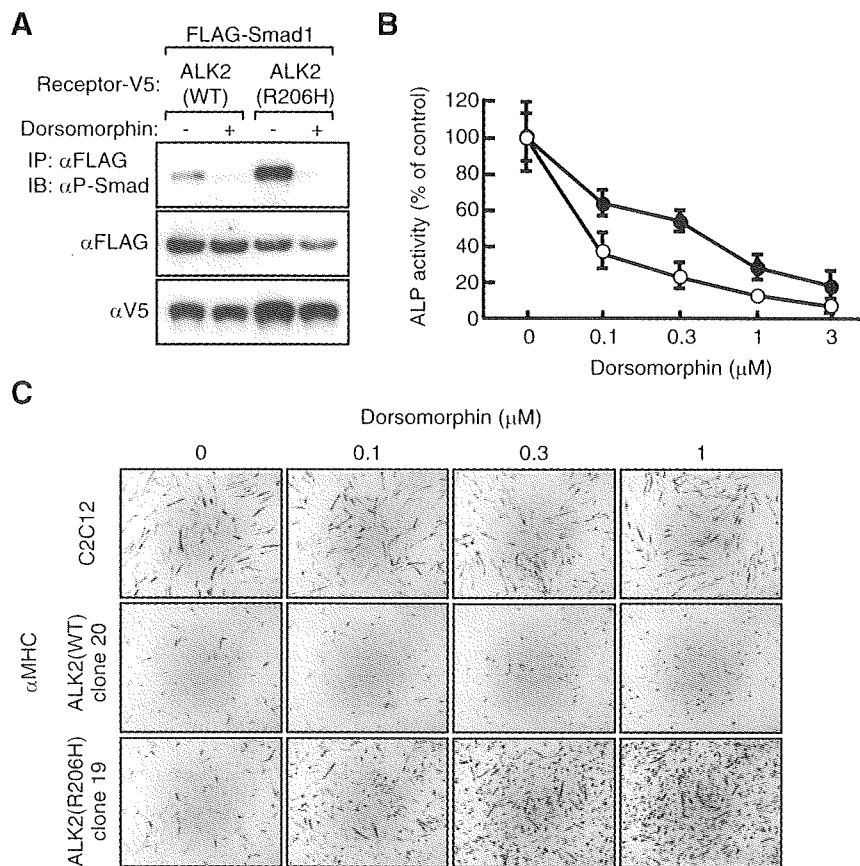 A
FLAG-Smad1
Receptor-V5: ALK2 (WT) ALK2 (R206H)
Dorsomorphin: - + - +
IP: αFLAG
IB: αP-Smad
αFLAG
αV5
B
ALP activity (% of control)
120
100
80
60
40
20
0
0 0.1 0.3 1 3
Dorsomorphin (μM)
C
Dorsomorphin (μM)
0 0.1 0.3 1
αMHC
C2C12
ALK2(WT)
clone 20
ALK2(R206H)
clone 19